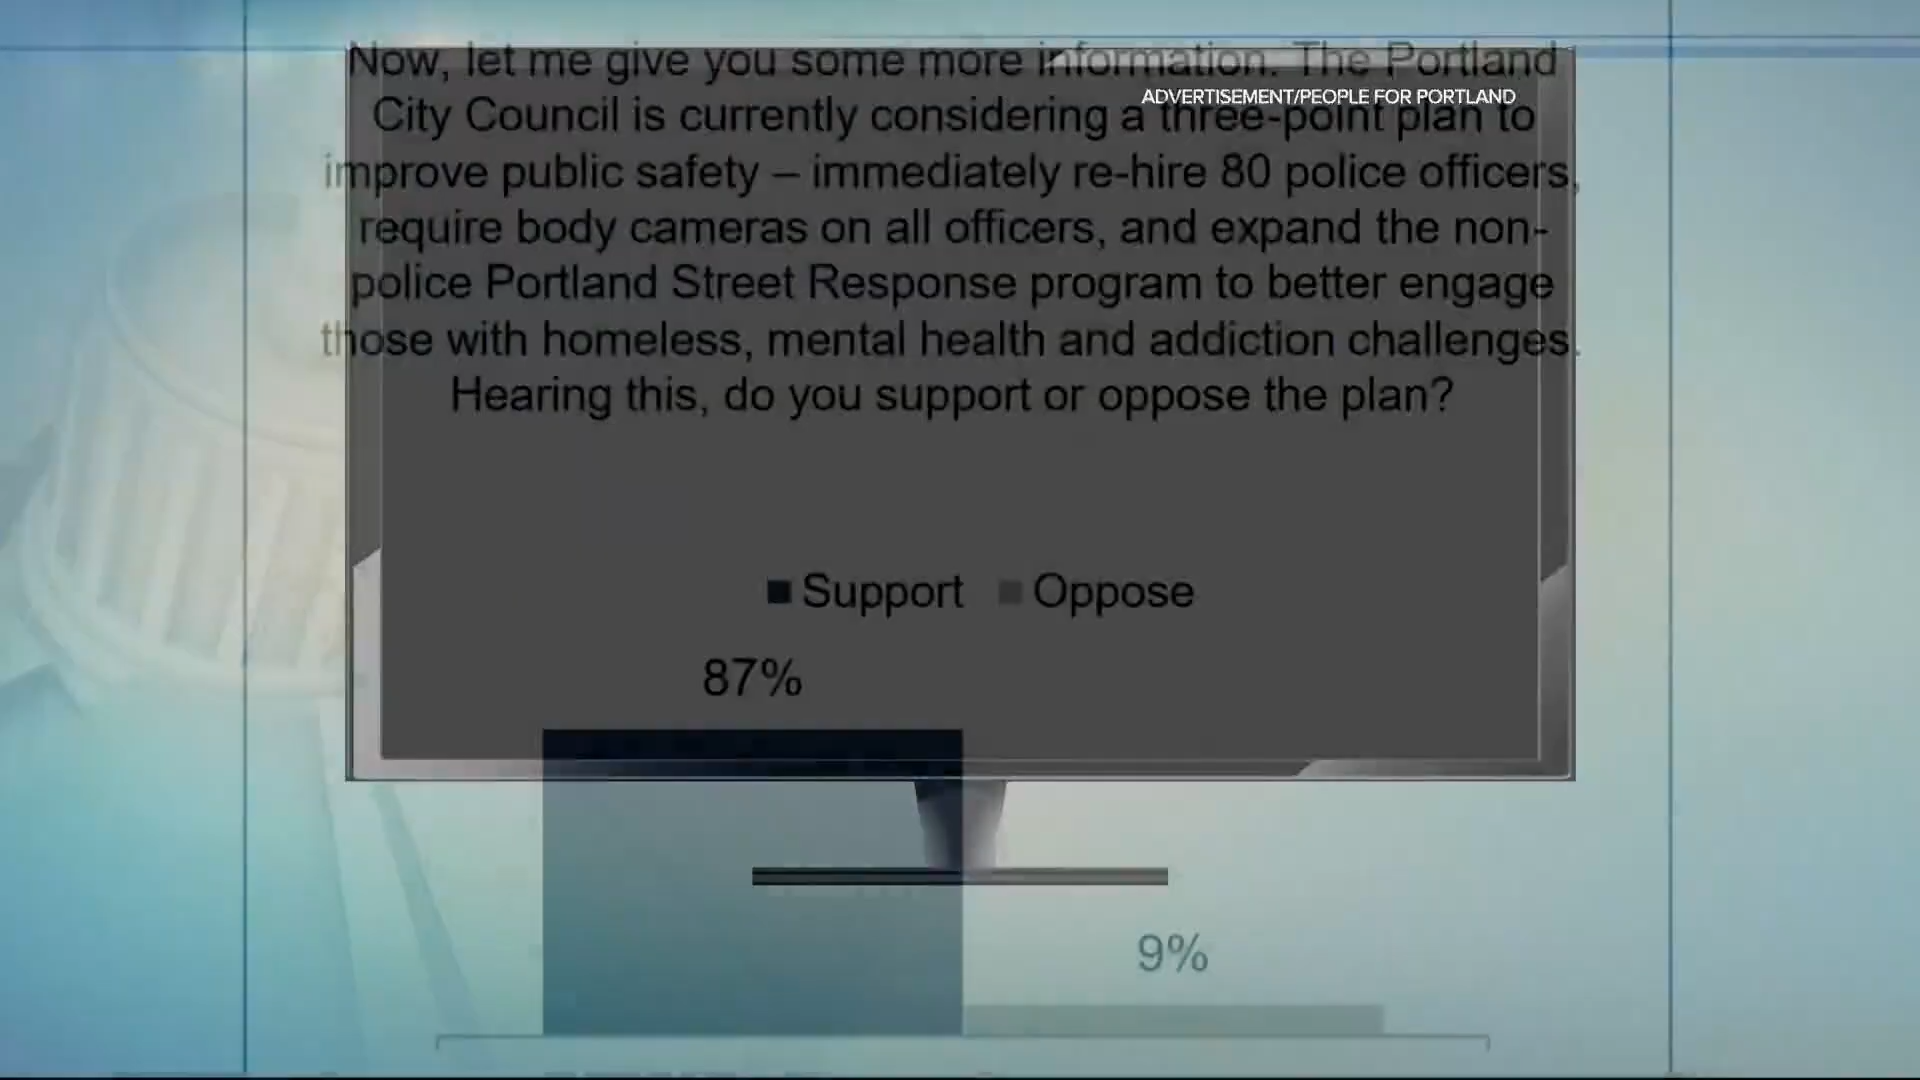 Now, let me give you some more information. The Portland
ADVERTISEMENT/PEOPLE FOR PORTLAND
City Council is currently considering a three-point plan to
improve public safety – immediately re-hire 80 police officers,
require body cameras on all officers, and expand the non-
police Portland Street Response program to better engage
those with homeless, mental health and addiction challenges.
Hearing this, do you support or oppose the plan?
Support Oppose
87%
9%